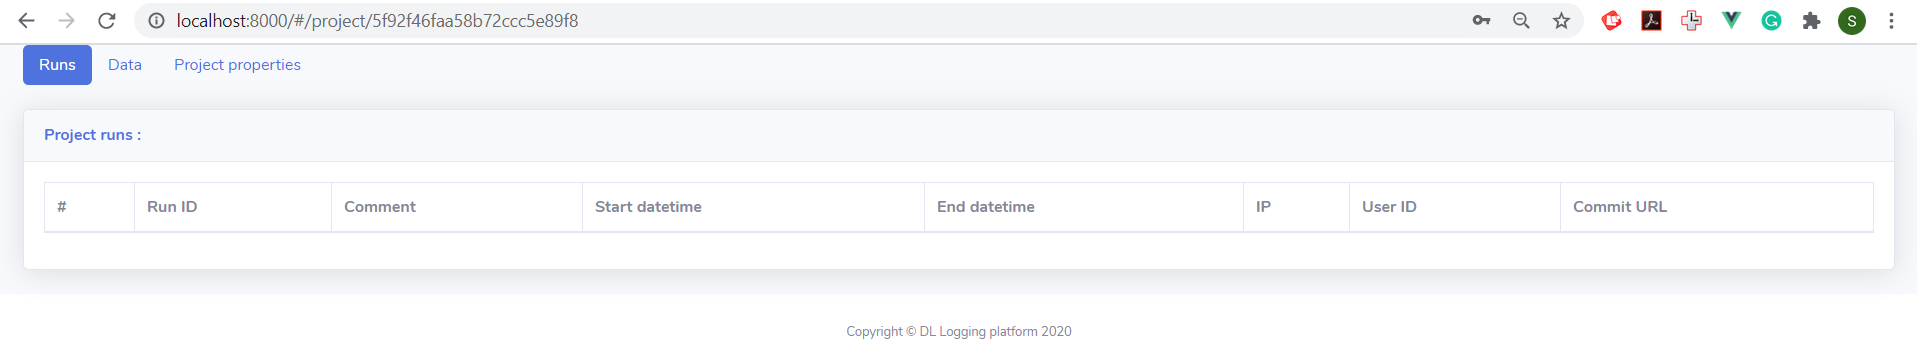 localhost:8000/#/project/5f92f46faa58b72ccc5e89f8
S
Runs Data Project properties
Project runs :
# Run ID Comment Start datetime End datetime IP User ID Commit URL
Copyright © DL Logging platform 2020